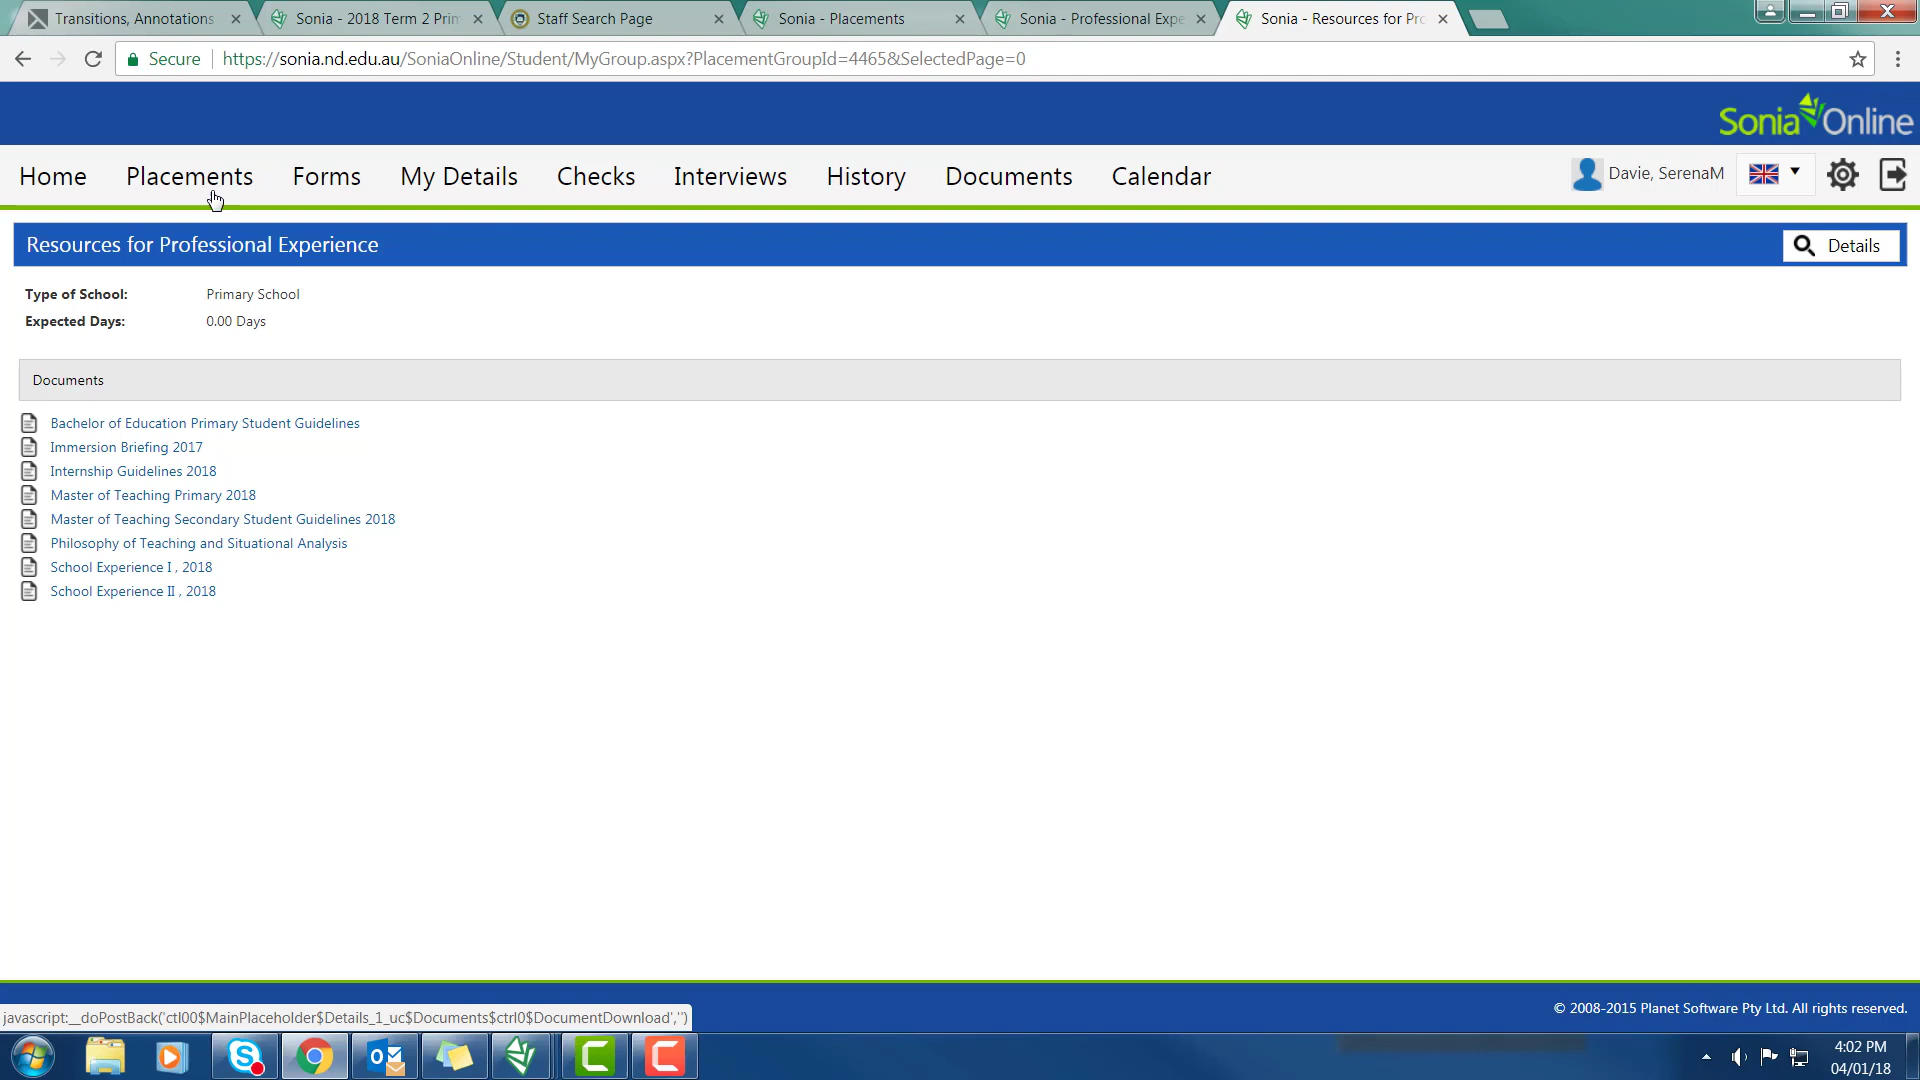 Transitions, Annotations
Sonia - 2018 Term 2 Prim
Staff Search Page
Sonia - Placements
Sonia - Professional Expe
Sonia - Resources for Pro
Secure
https://sonia.nd.edu.au/SoniaOnline/Student/MyGroup.aspx?PlacementGroupId=4465&SelectedPage=0
Sonia Online
Home Placements Forms My Details Checks Interviews History Documents Calendar
Davie, SerenaM
Resources for Professional Experience
Details
Type of School: Primary School
Expected Days: 0.00 Days
Documents
Bachelor of Education Primary Student Guidelines
Immersion Briefing 2017
Internship Guidelines 2018
Master of Teaching Primary 2018
Master of Teaching Secondary Student Guidelines 2018
Philosophy of Teaching and Situational Analysis
School Experience I , 2018
School Experience II , 2018
© 2008-2015 Planet Software Pty Ltd. All rights reserved.
javascript:__doPostBack('ctl00$MainPlaceholder$Details_1_uc$Documents$ctrl0$DocumentDownload','')
4:02 PM
04/01/18